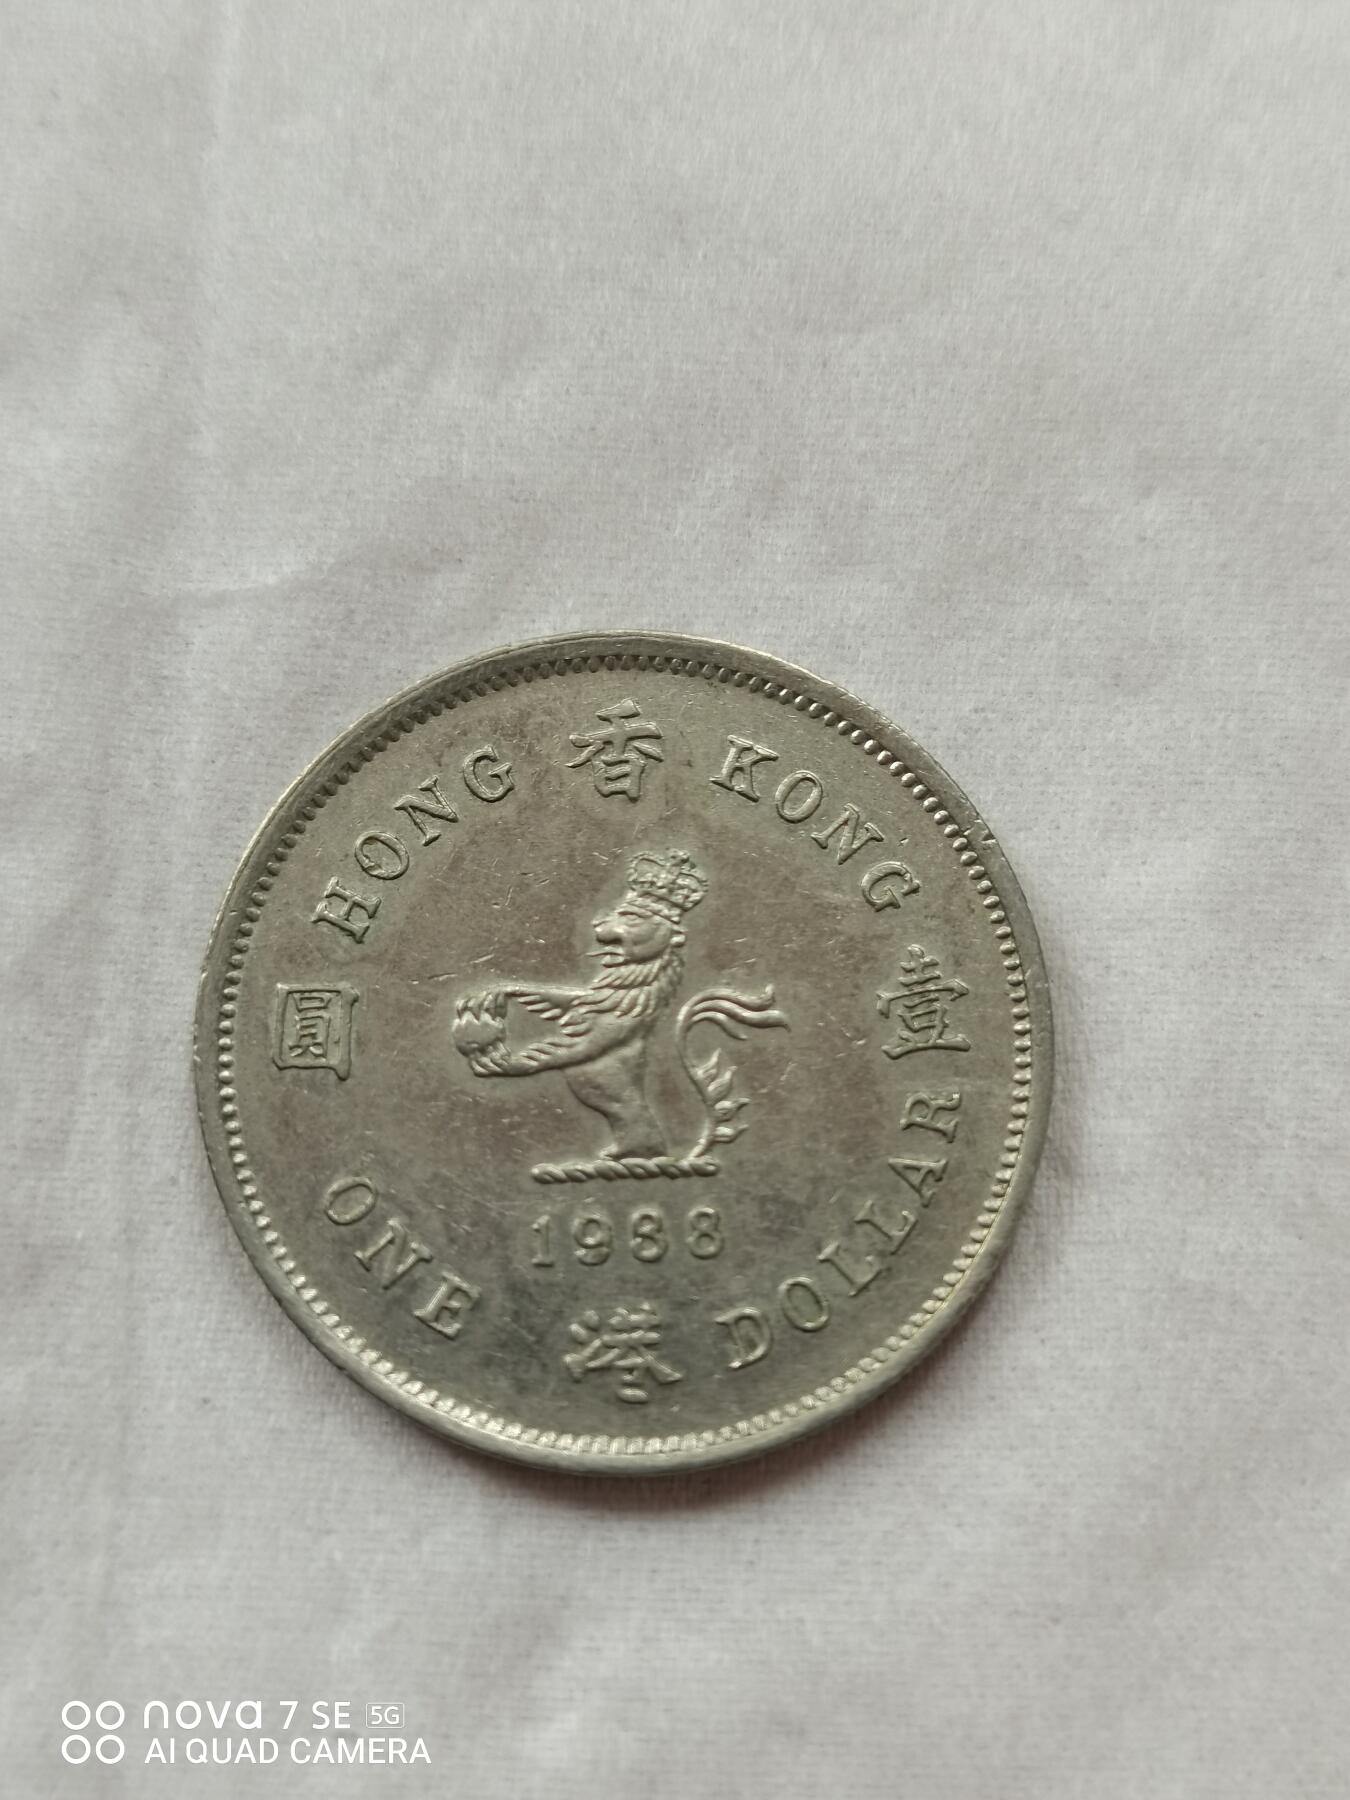 HONG 香 KONG
圓 壹
ONE 港 DOLLAR
1988
nova 7 SE 5G
AI QUAD CAMERA